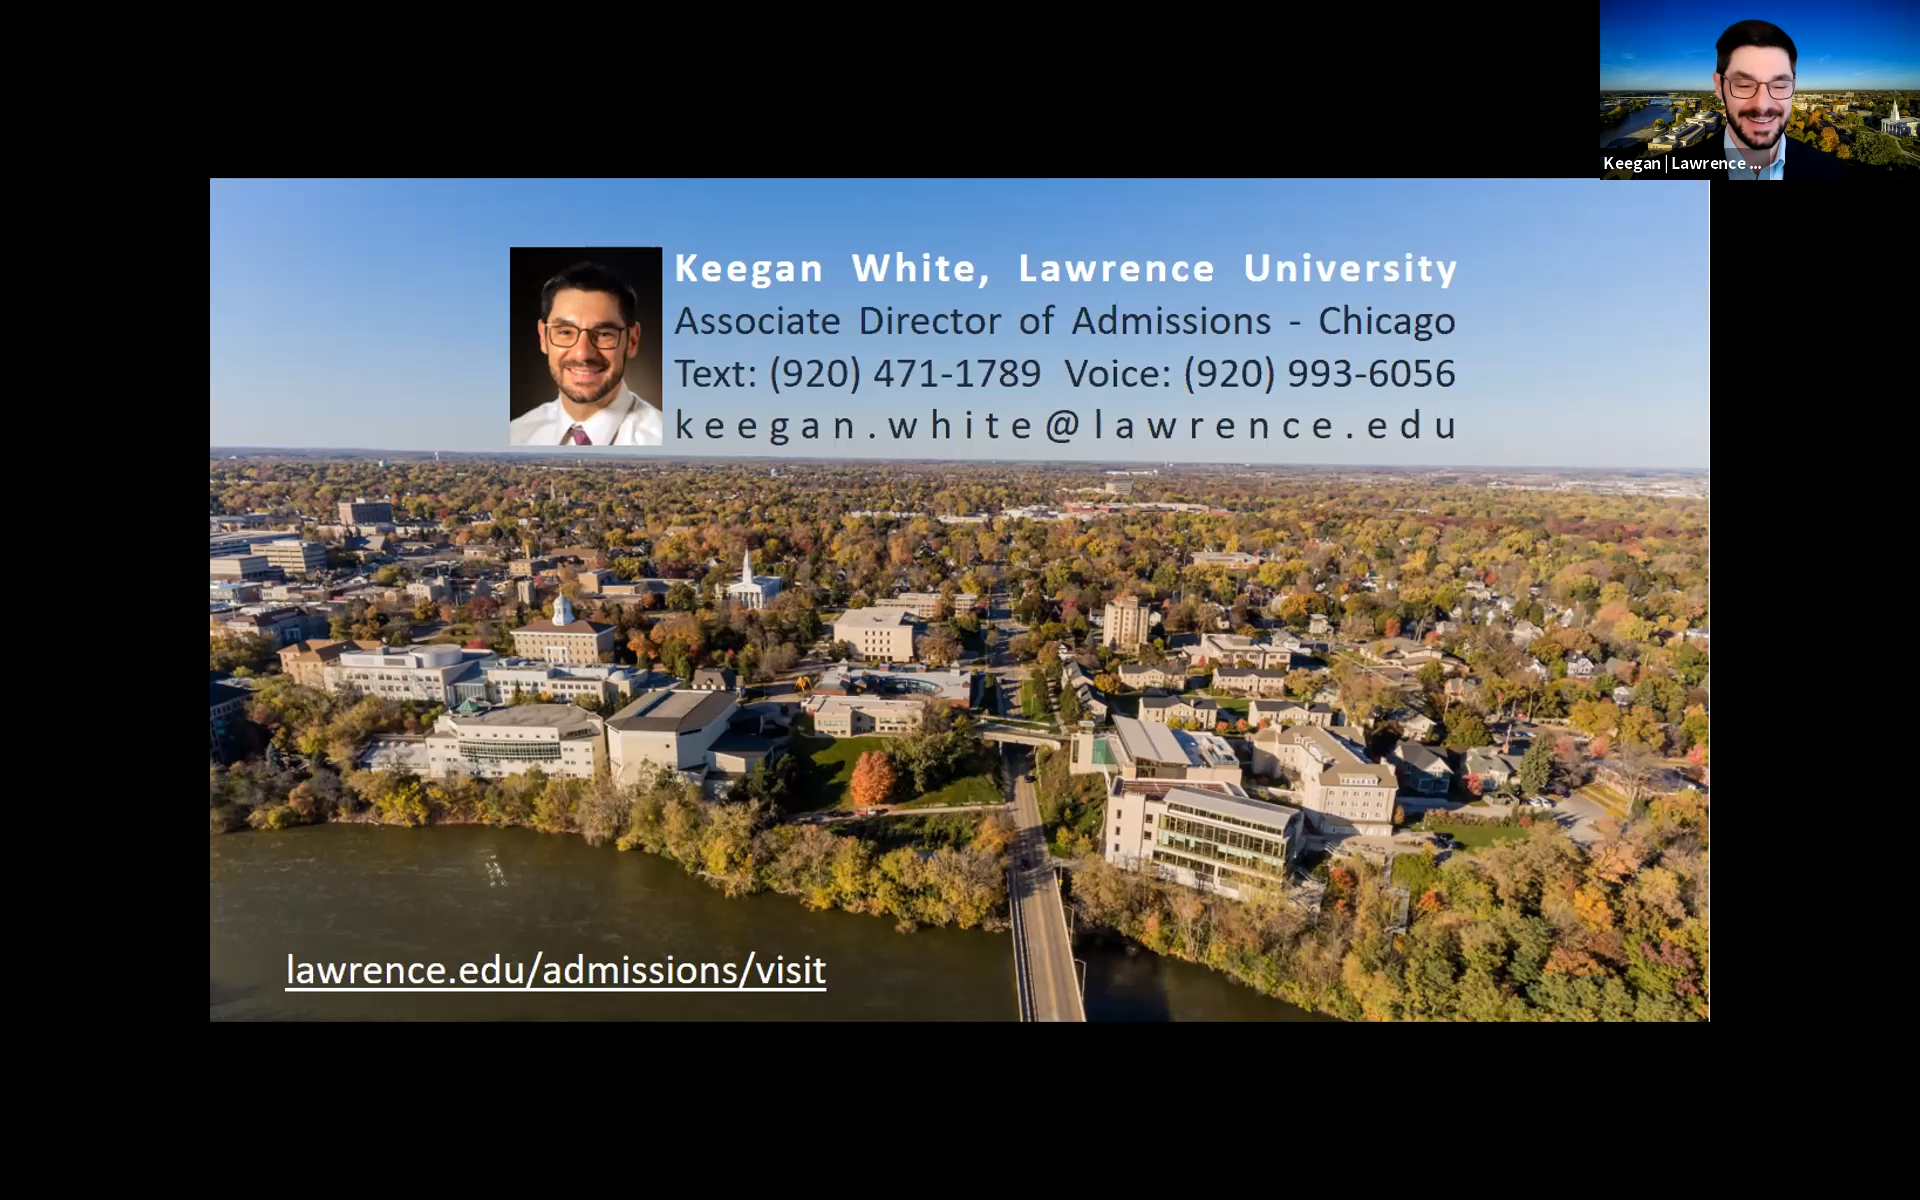 Keegan | Lawrence ...
Keegan White, Lawrence University
Associate Director of Admissions - Chicago
Text: (920) 471-1789 Voice: (920) 993-6056
keegan.white@lawrence.edu
lawrence.edu/admissions/visit